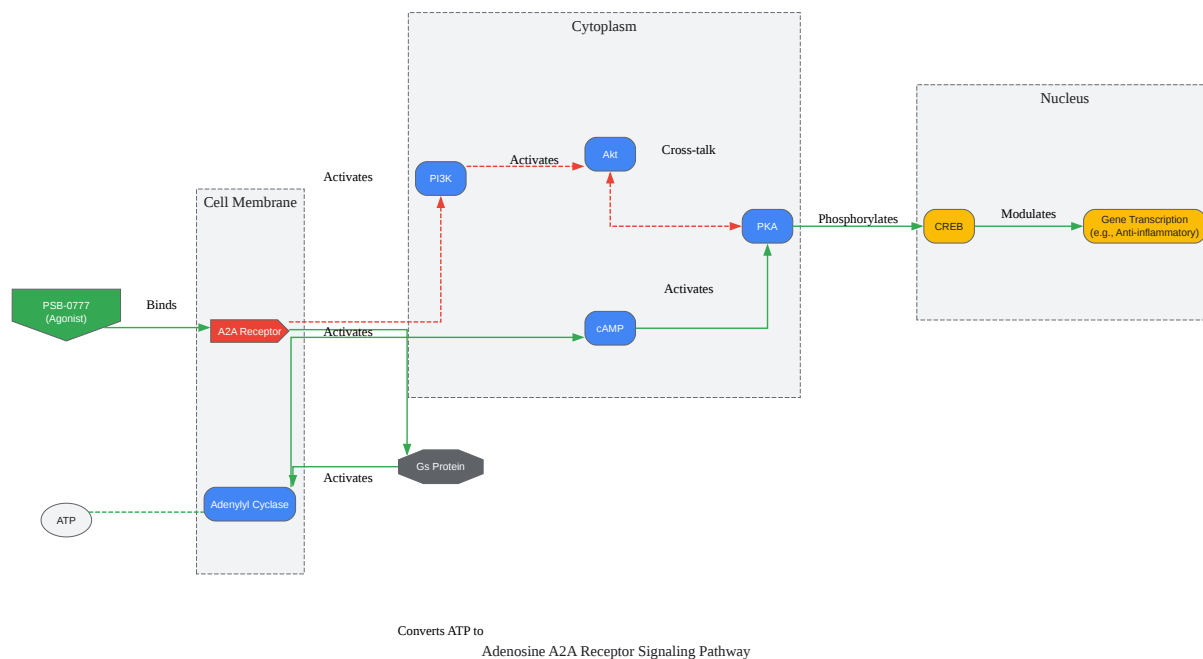 Cytoplasm
Nucleus
Akt
Cross-talk
Activates
PI3K
Activates
Cell Membrane
PKA
Phosphorylates
CREB
Modulates
Gene Transcription
(e.g., Anti-inflammatory)
PSB-0777
(Agonist)
Binds
A2A Receptor
Activates
cAMP
Activates
Gs Protein
Activates
Adenylyl Cyclase
ATP
Converts ATP to
Adenosine A2A Receptor Signaling Pathway